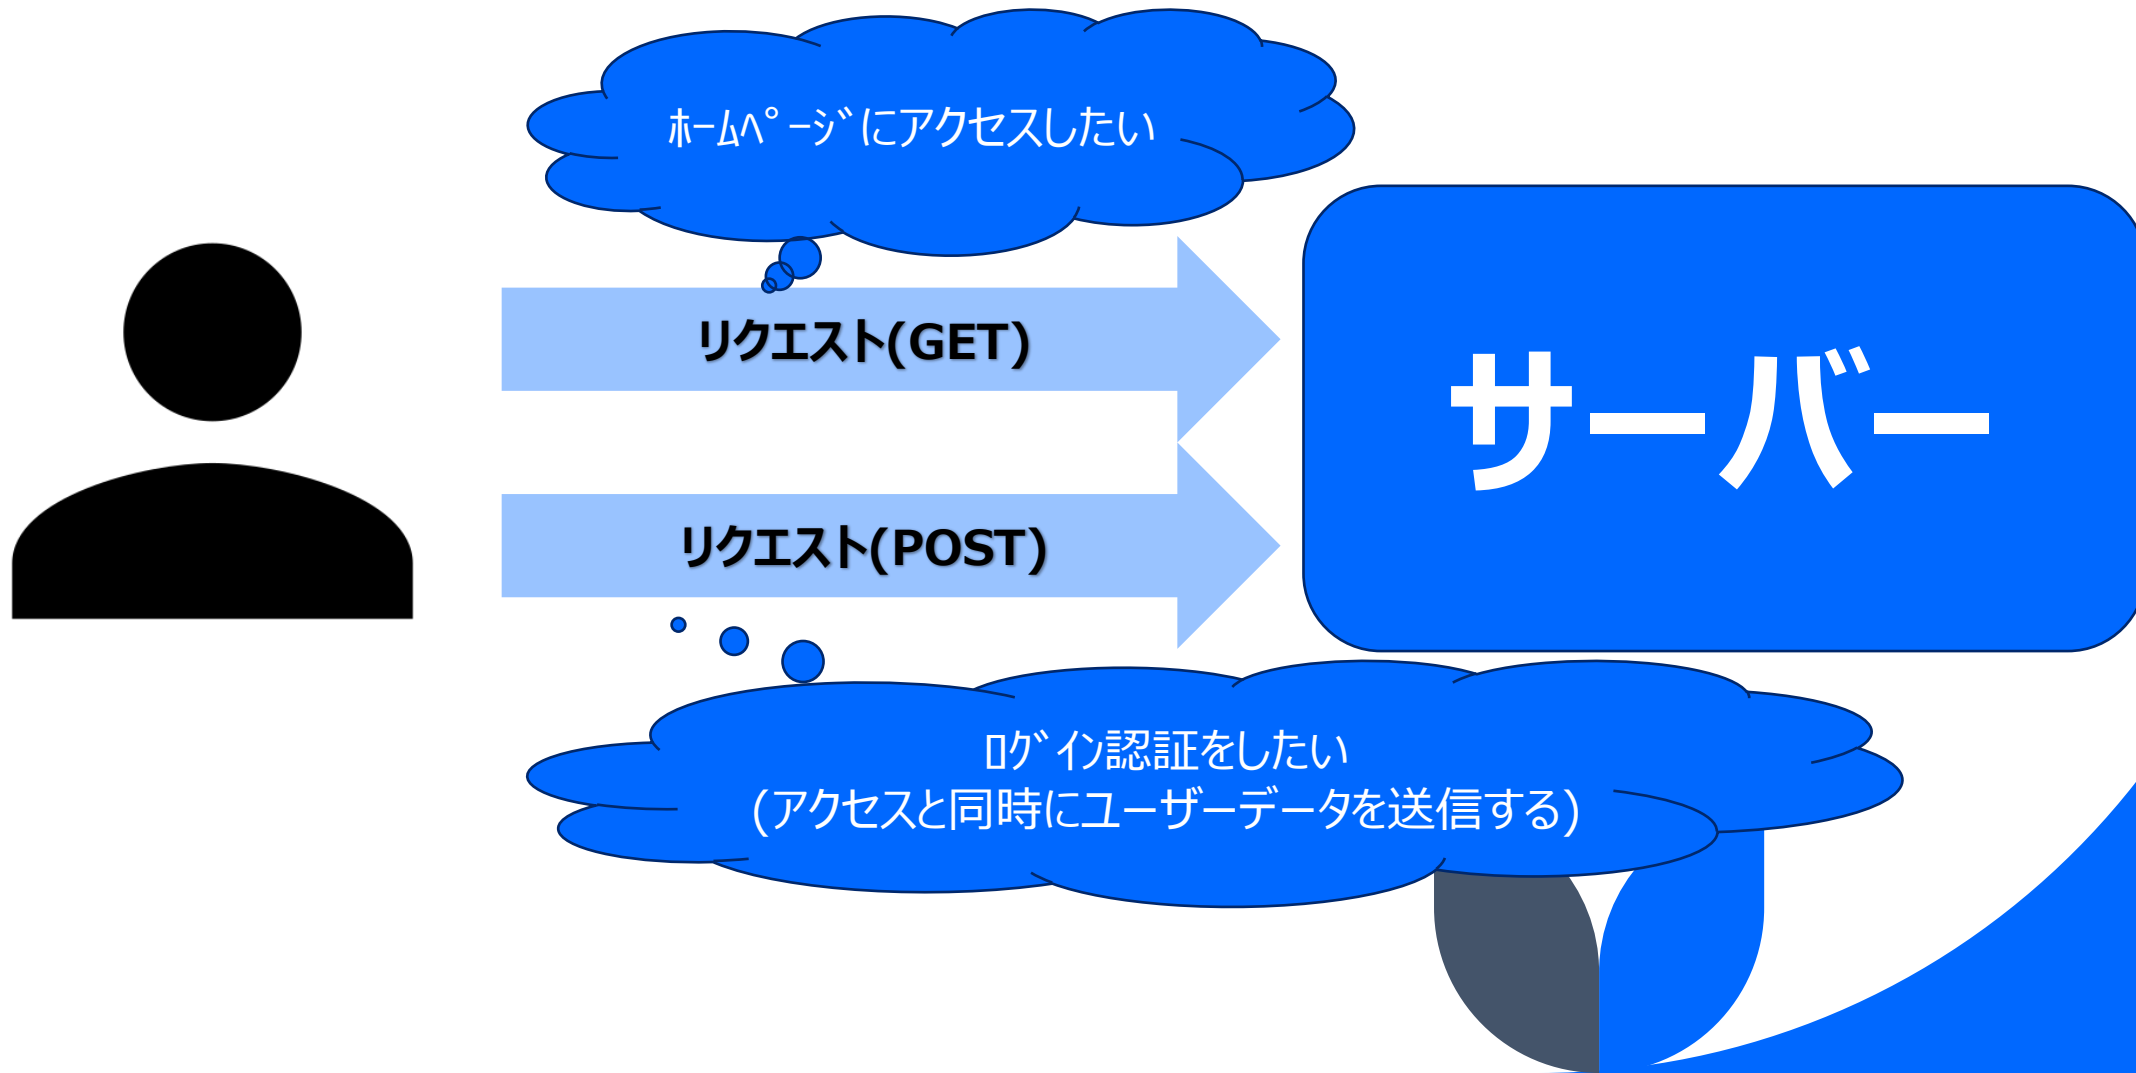 ﾎｰﾑﾍﾟｰｼﾞにアクセスしたい
リクエスト(GET)
サーバー
リクエスト(POST)
ﾛｸﾞｲﾝ認証をしたい
(アクセスと同時にユーザーデータを送信する)